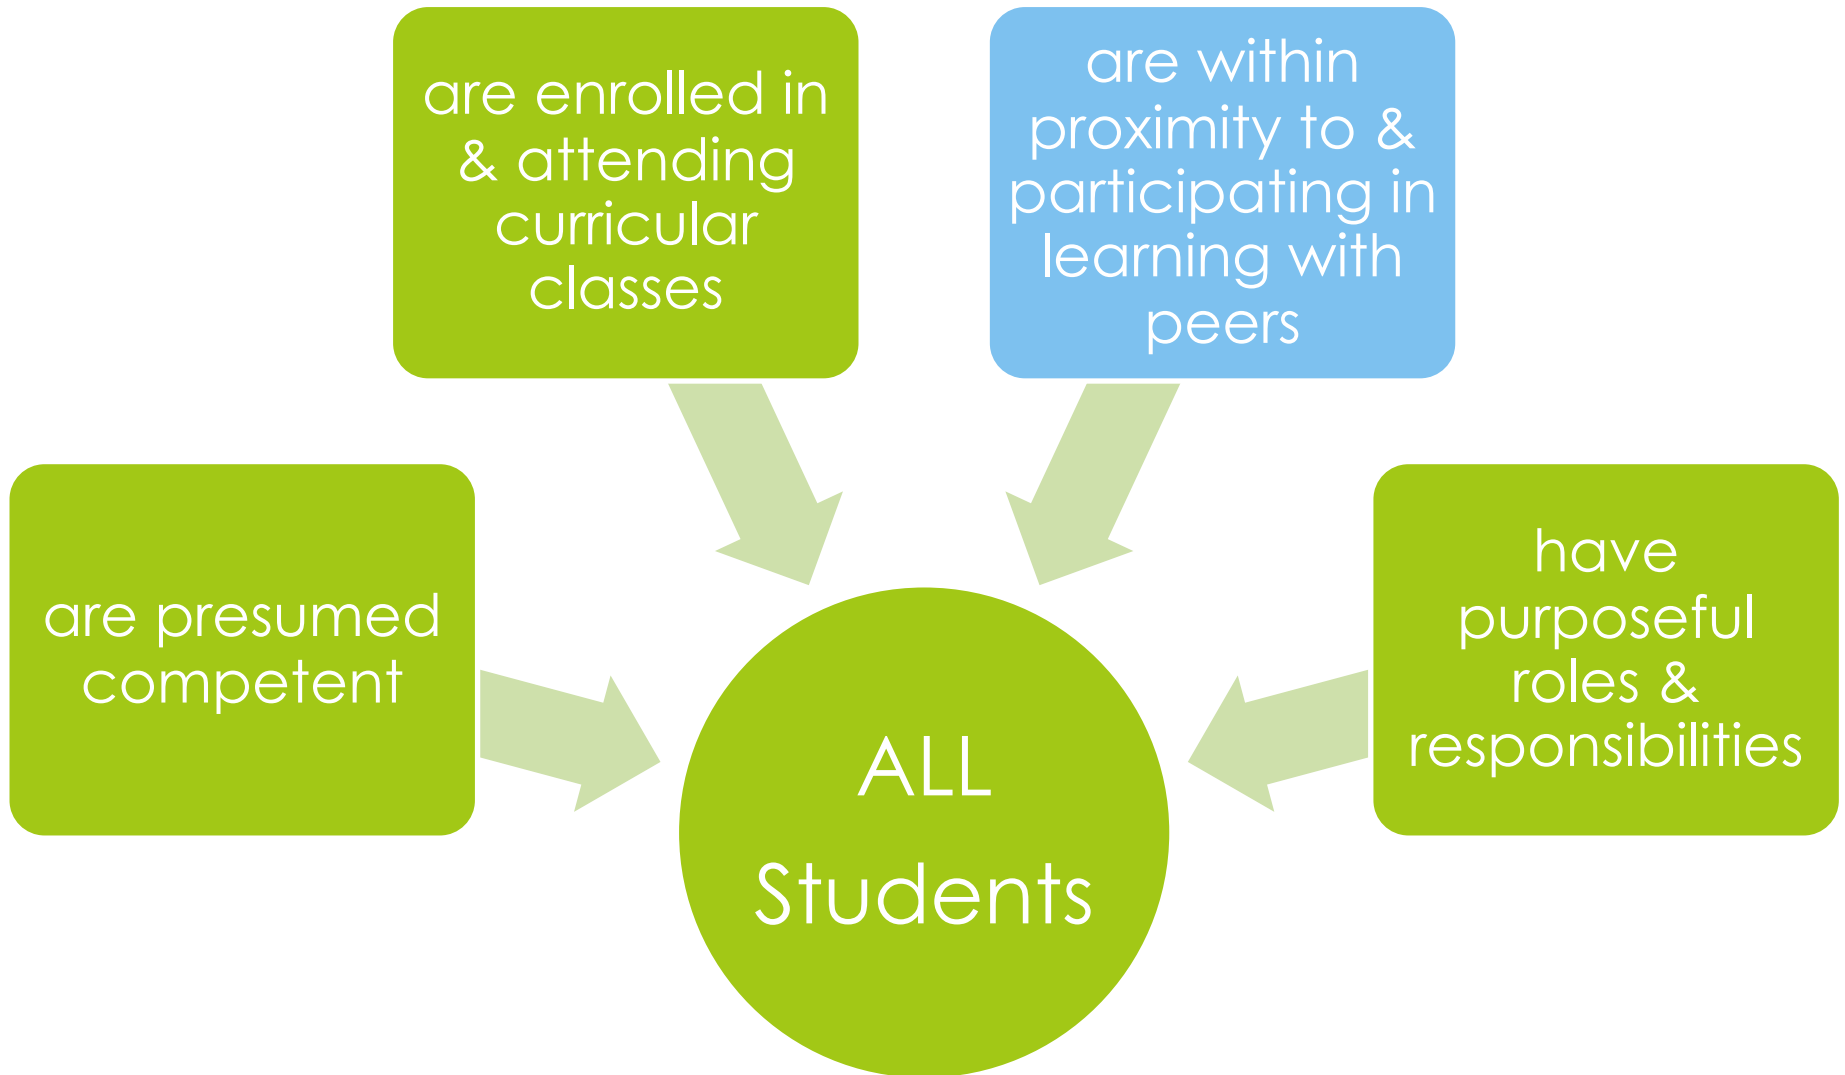 are enrolled in
& attending
curricular
classes
are within
proximity to &
participating in
learning with
peers
are presumed
competent
have
purposeful
roles &
responsibilities
ALL
Students